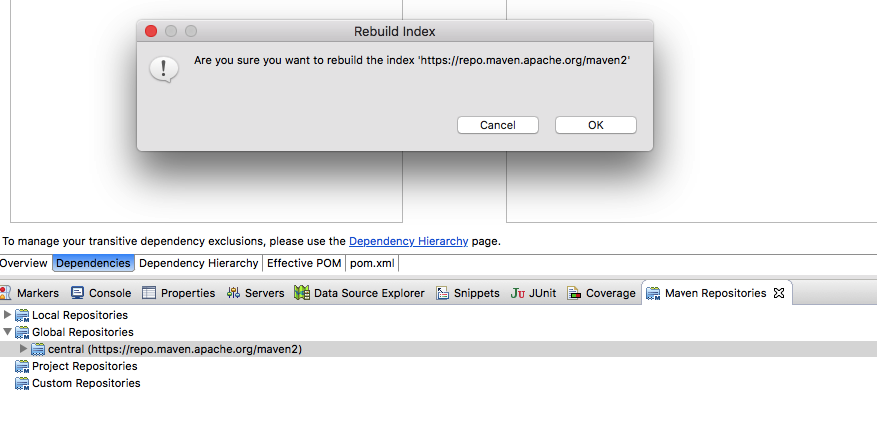 Rebuild Index
Are you sure you want to rebuild the index 'https://repo.maven.apache.org/maven2'
Cancel OK
To manage your transitive dependency exclusions, please use the Dependency Hierarchy page.
Overview Dependencies Dependency Hierarchy Effective POM pom.xml
Markers Console Properties Servers Data Source Explorer Snippets JU JUnit Coverage Maven Repositories
Local Repositories
Global Repositories
central (https://repo.maven.apache.org/maven2)
Project Repositories
Custom Repositories